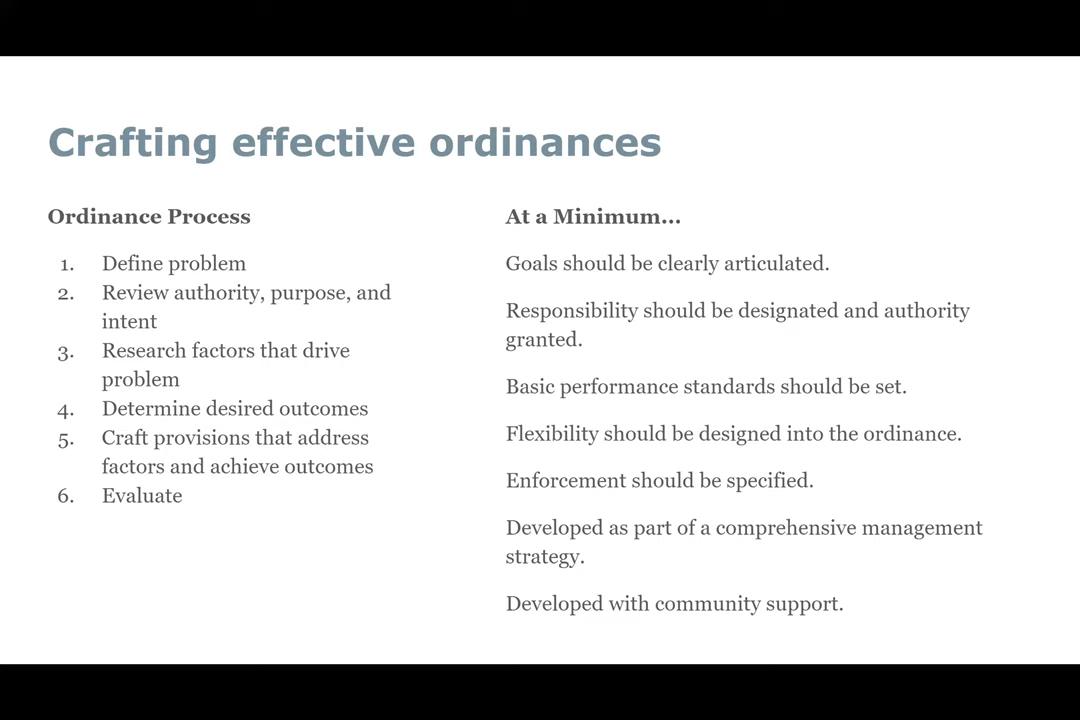 Crafting effective ordinances
Ordinance Process
1. Define problem
2. Review authority, purpose, and
intent
3. Research factors that drive
problem
4. Determine desired outcomes
5. Craft provisions that address
factors and achieve outcomes
6. Evaluate
At a Minimum...
Goals should be clearly articulated.
Responsibility should be designated and authority
granted.
Basic performance standards should be set.
Flexibility should be designed into the ordinance.
Enforcement should be specified.
Developed as part of a comprehensive management
strategy.
Developed with community support.